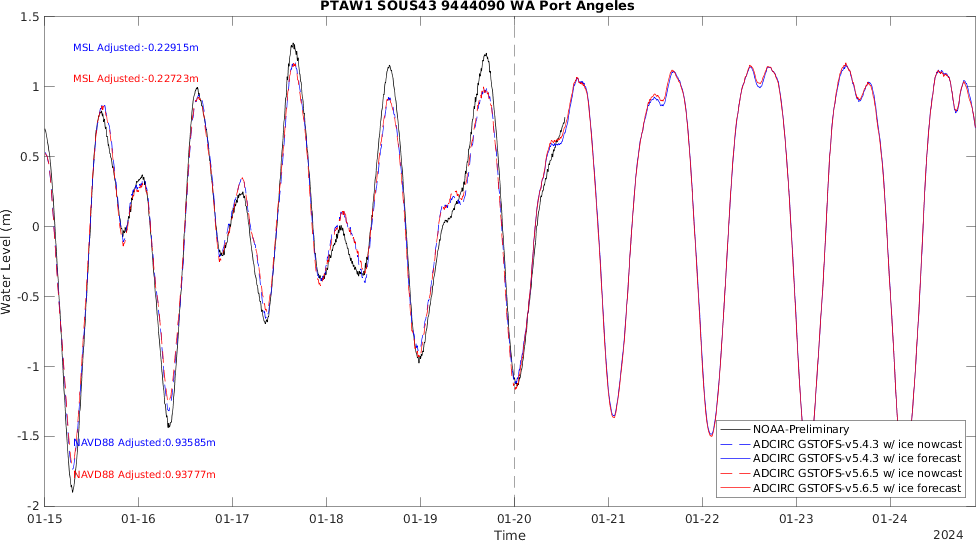 PTAW1 SOUS43 9444090 WA Port Angeles
1.5
1
0.5
0
-0.5
-1
-1.5
-2
Water Level (m)
MSL Adjusted:-0.22915m
MSL Adjusted:-0.22723m
NAVD88 Adjusted:0.93585m
NAVD88 Adjusted:0.93777m
NOAA-Preliminary
ADCIRC GSTOFS-v5.4.3 w/ ice nowcast
ADCIRC GSTOFS-v5.4.3 w/ ice forecast
ADCIRC GSTOFS-v5.6.5 w/ ice nowcast
ADCIRC GSTOFS-v5.6.5 w/ ice forecast
01-15 01-16 01-17 01-18 01-19 01-20 01-21 01-22 01-23 01-24
Time
2024